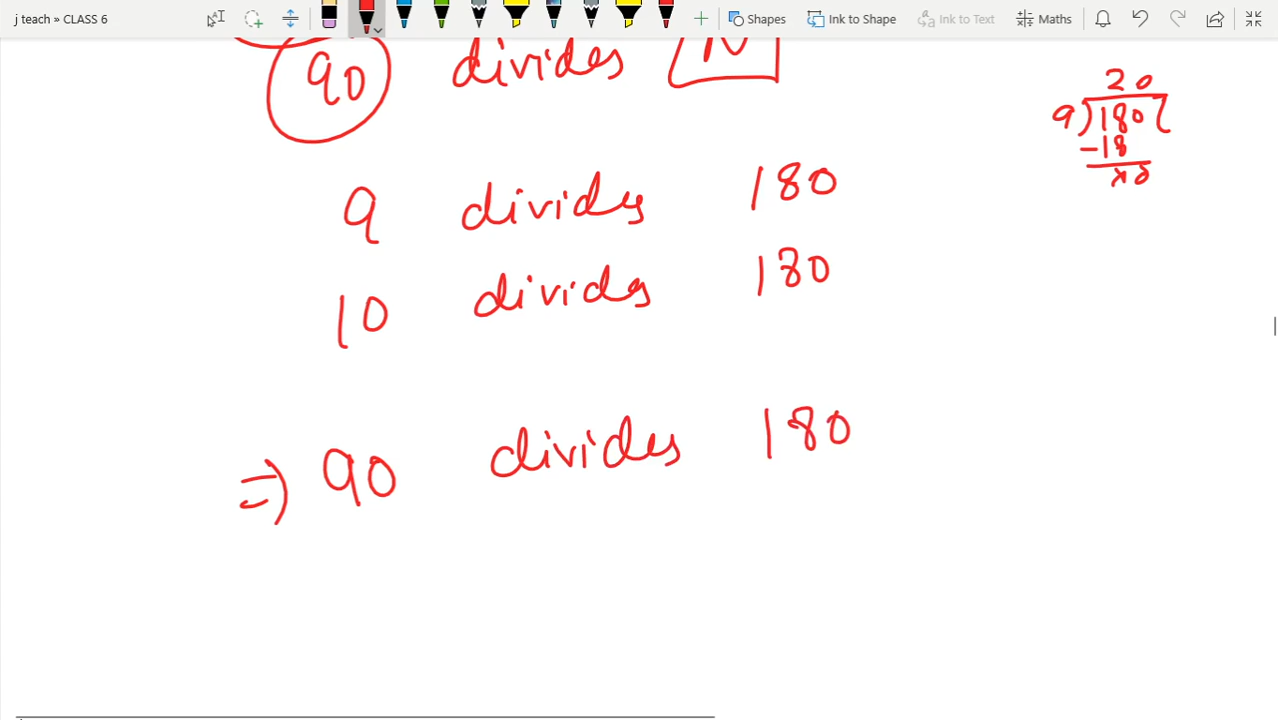 j teach » CLASS 6
Shapes Ink to Shape Ink to Text Maths
90 divides N
20
9)180(
-18
x0
9 divides 180
10 divides 180
⇒ 90 divides 180